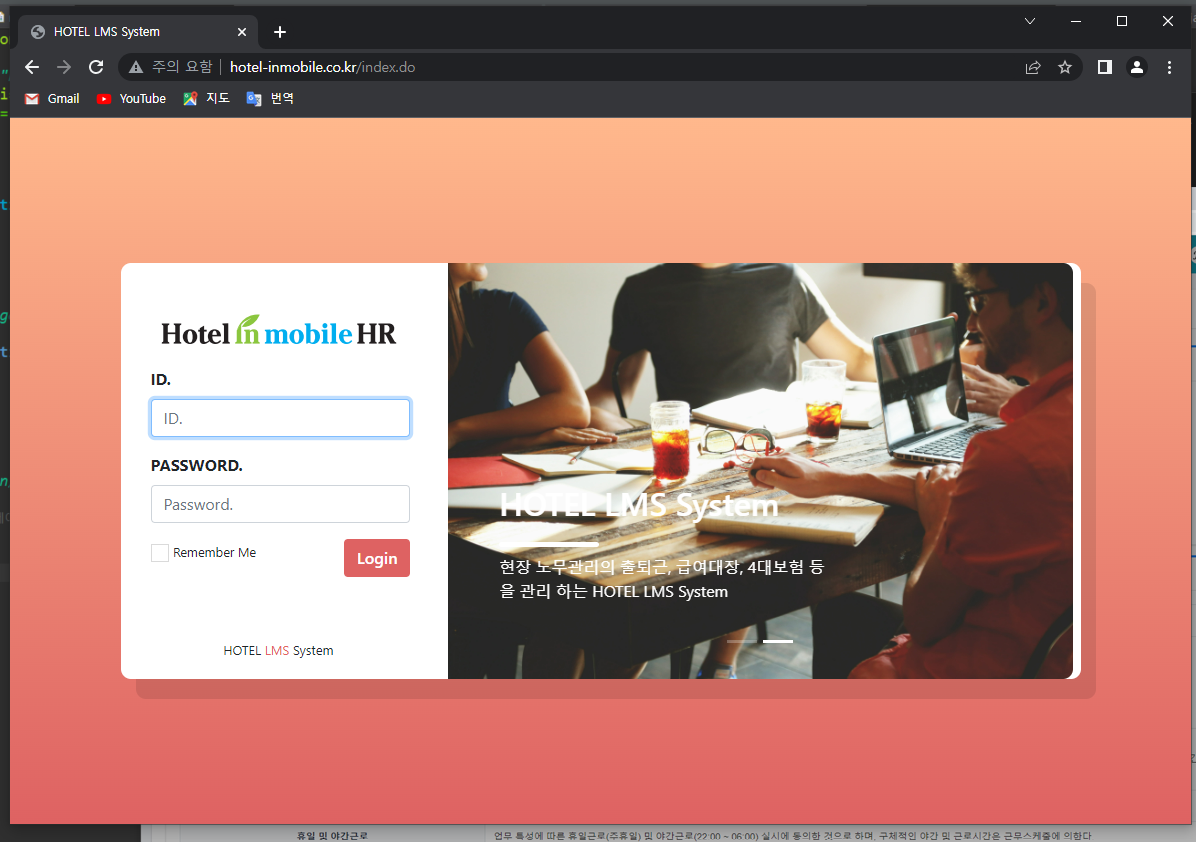 HOTEL LMS System
주의 요함
hotel-inmobile.co.kr/index.do
Gmail
YouTube
지도
번역
Hotel in mobile HR
ID.
ID.
PASSWORD.
Password.
Remember Me
Login
HOTEL LMS System
HOTEL LMS System
현장 노무관리의 출퇴근, 급여대장, 4대보험 등
을 관리 하는 HOTEL LMS System
휴일 및 야간근로
업무 특성에 따른 휴일근로(주휴일) 및 야간근로(22:00 ~ 06:00) 실시에 동의한 것으로 하며, 구체적인 야간 및 근로시간은 근무스케줄에 의한다